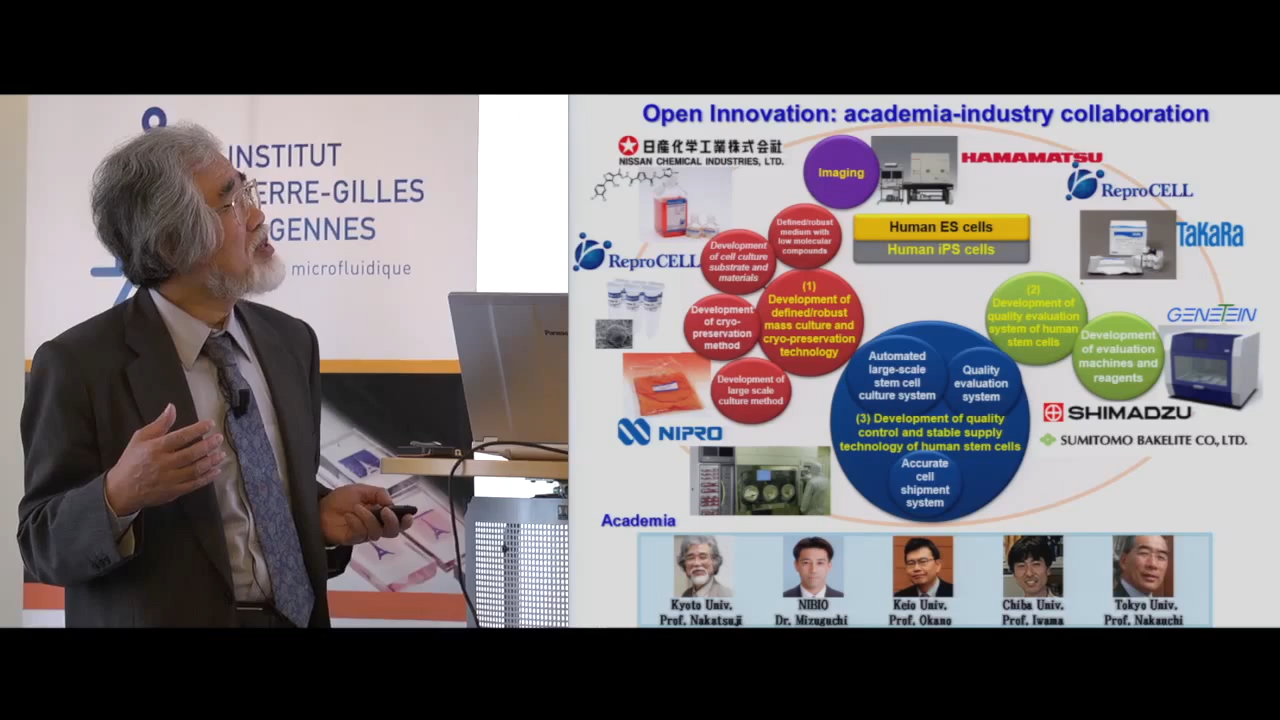 INSTITUT
ERRE-GILLES
GENNES
microfluidique
Panas
Open Innovation: academia-industry collaboration
日産化学工業株式会社
NISSAN CHEMICAL INDUSTRIES, LTD.
Imaging
HAMAMATSU
ReproCELL
Defined/robust
medium with
low molecular
compounds
Human ES cells
Human iPS cells
TaKaRa
ReproCELL
Development
of cell culture
substrate and
materials
(1)
Development of
defined/robust
mass culture and
cryo-preservation
technology
Development
of cryo-
preservation
method
Development of
large scale
culture method
(2)
Development of
quality evaluation
system of human
stem cells
GENETEIN
Development
of evaluation
machines and
reagents
Automated
large-scale
stem cell
culture system
Quality
evaluation
system
(3) Development of quality
control and stable supply
technology of human stem cells
Accurate
cell
shipment
system
NIPRO
SHIMADZU
SUMITOMO BAKELITE CO., LTD.
Academia
Kyoto Univ.
Prof. Nakatsuji
NIBIO
Dr. Mizuguchi
Keio Univ.
Prof. Okano
Chiba Univ.
Prof. Iwama
Tokyo Univ.
Prof. Nakauchi